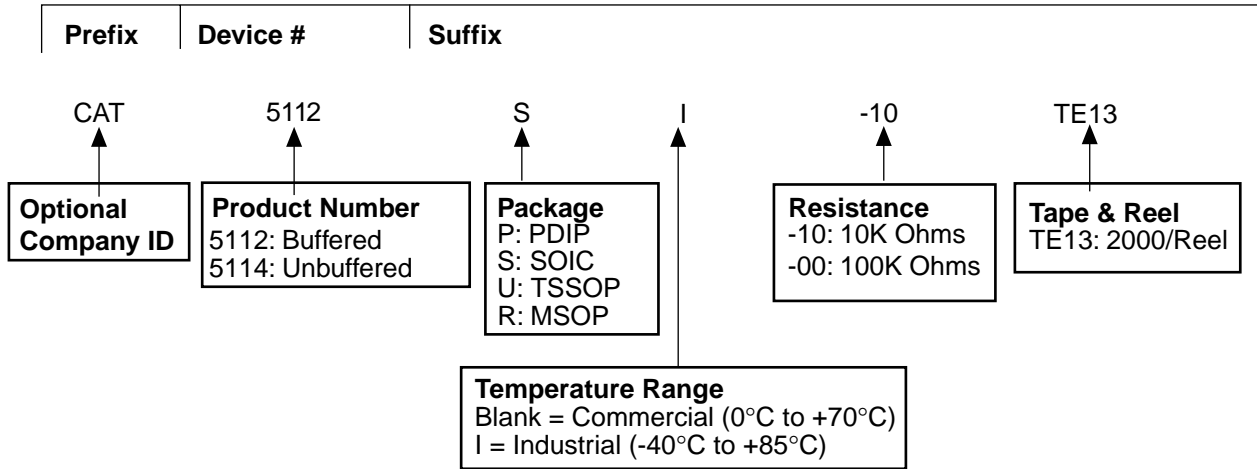 Prefix Device # Suffix
CAT 5112 S I -10 TE13
Optional
Company ID
Product Number
5112: Buffered
5114: Unbuffered
Package
P: PDIP
S: SOIC
U: TSSOP
R: MSOP
Resistance
-10: 10K Ohms
-00: 100K Ohms
Tape & Reel
TE13: 2000/Reel
Temperature Range
Blank = Commercial (0°C to +70°C)
I = Industrial (-40°C to +85°C)